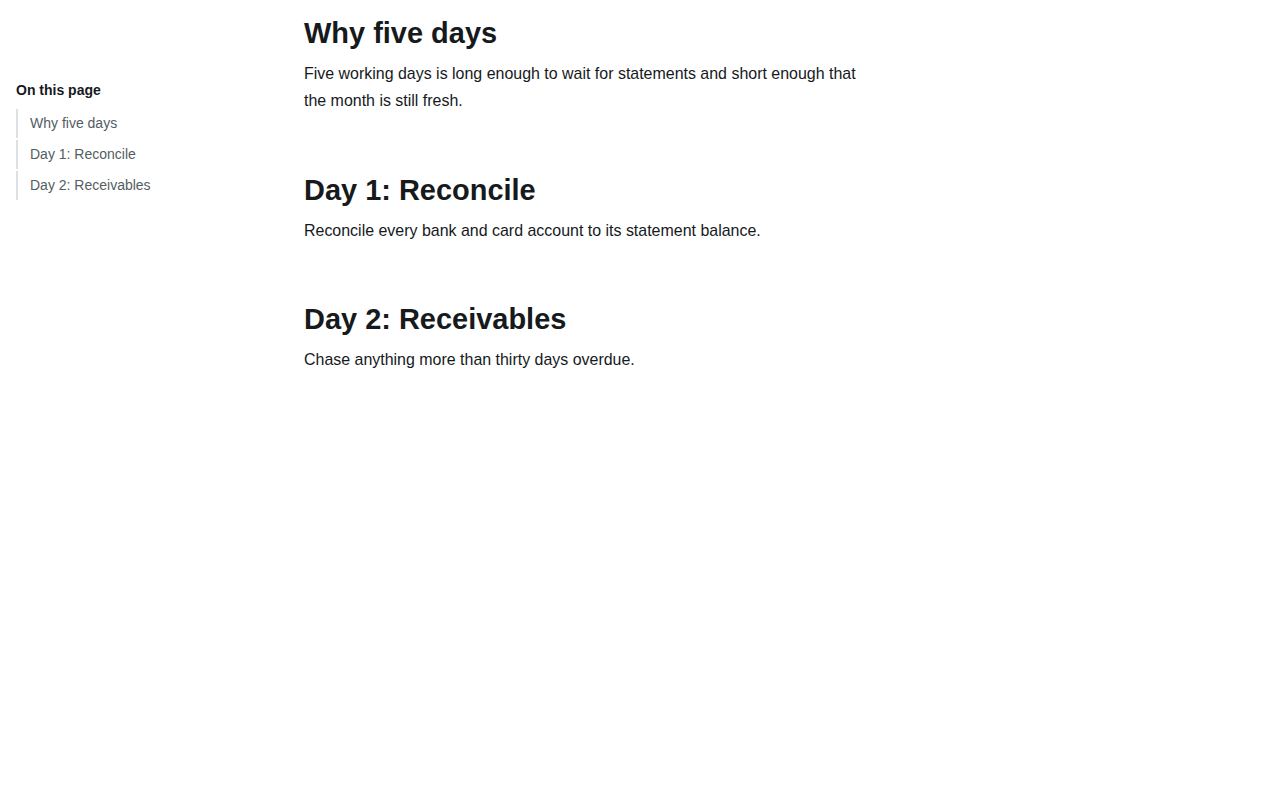 On this page
Why five days
Day 1: Reconcile
Day 2: Receivables
Why five days
Five working days is long enough to wait for statements and short enough that
the month is still fresh.
Day 1: Reconcile
Reconcile every bank and card account to its statement balance.
Day 2: Receivables
Chase anything more than thirty days overdue.